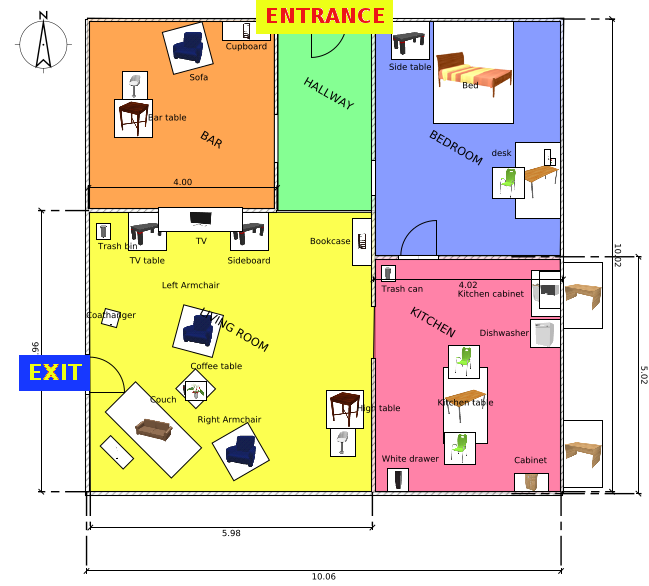 ENTRANCE
N
Cupboard
Sofa
Side table
Bed
HALLWAY
Bar table
BAR
BEDROOM
desk
4.00
TV
Trash bin
TV table
Sideboard
Bookcase
10.02
Left Armchair
Trash can
4.02
Kitchen cabinet
Coathanger
LIVING ROOM
KITCHEN
Dishwasher
96
EXIT
Coffee table
5.02
Couch
High table
Kitchen table
Right Armchair
White drawer
Cabinet
5.98
10.06